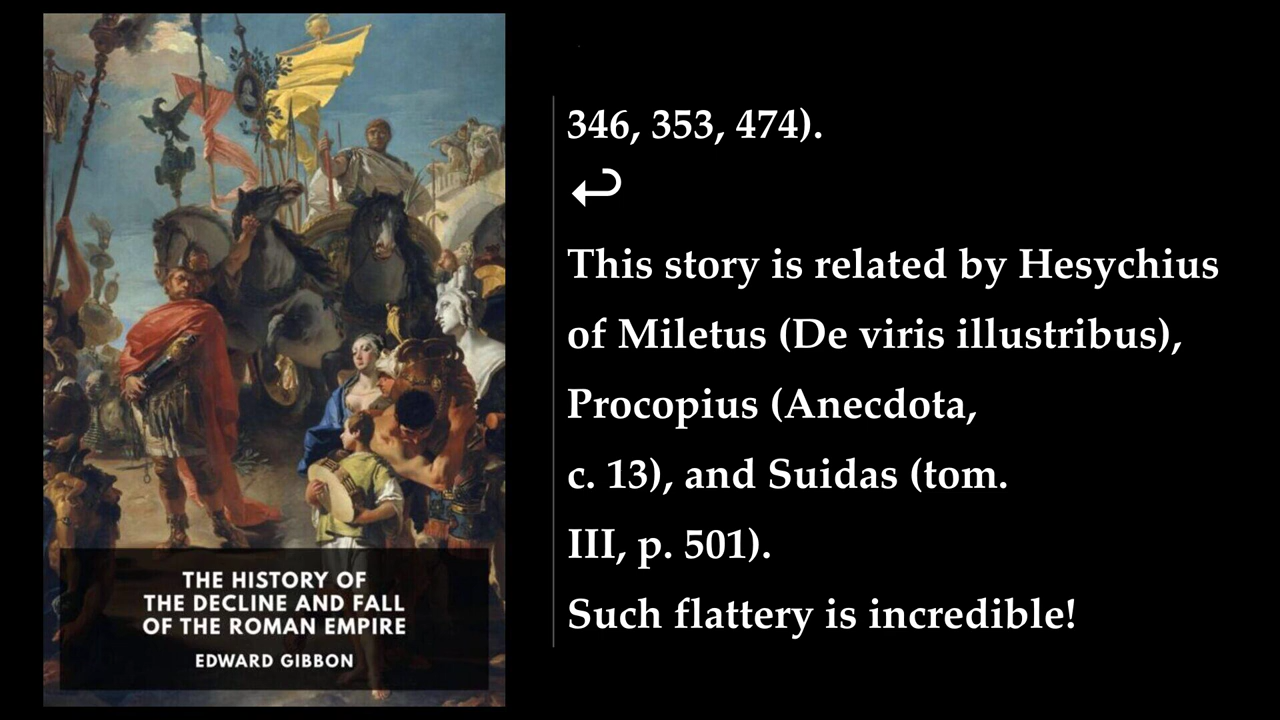 THE HISTORY OF
THE DECLINE AND FALL
OF THE ROMAN EMPIRE
EDWARD GIBBON
346, 353, 474).
↩
This story is related by Hesychius
of Miletus (De viris illustribus),
Procopius (Anecdota,
c. 13), and Suidas (tom.
III, p. 501).
Such flattery is incredible!